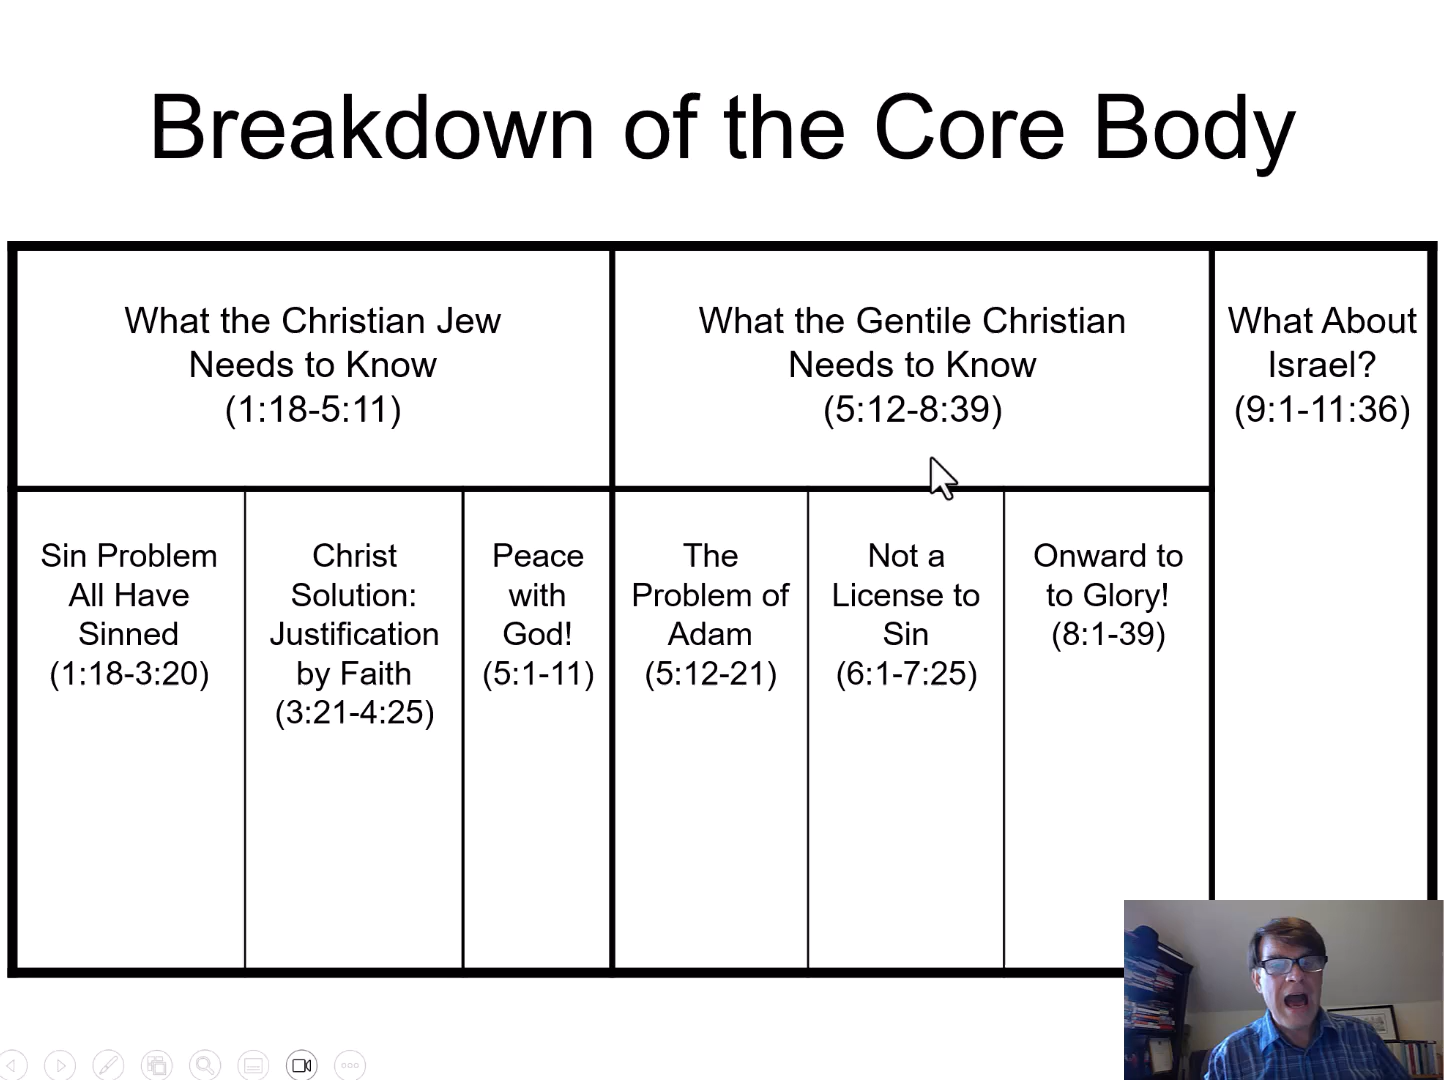 Breakdown of the Core Body
What the Christian Jew
Needs to Know
(1:18-5:11)
What the Gentile Christian
Needs to Know
(5:12-8:39)
What About
Israel?
(9:1-11:36)
Sin Problem
All Have
Sinned
(1:18-3:20)
Christ
Solution:
Justification
by Faith
(3:21-4:25)
Peace
with
God!
(5:1-11)
The
Problem of
Adam
(5:12-21)
Not a
License to
Sin
(6:1-7:25)
Onward to
to Glory!
(8:1-39)